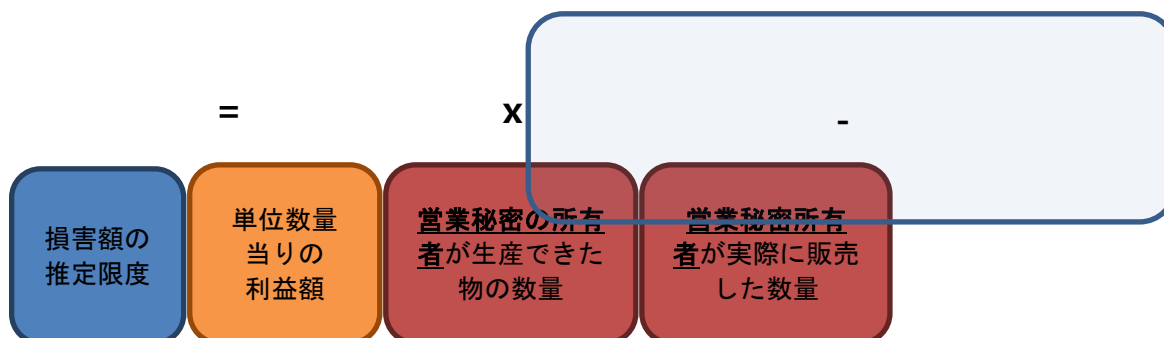 =
x
-
損害額の
推定限度
単位数量
当りの
利益額
営業秘密の所有
者が生産できた
物の数量
営業秘密所有
者が実際に販売
した数量